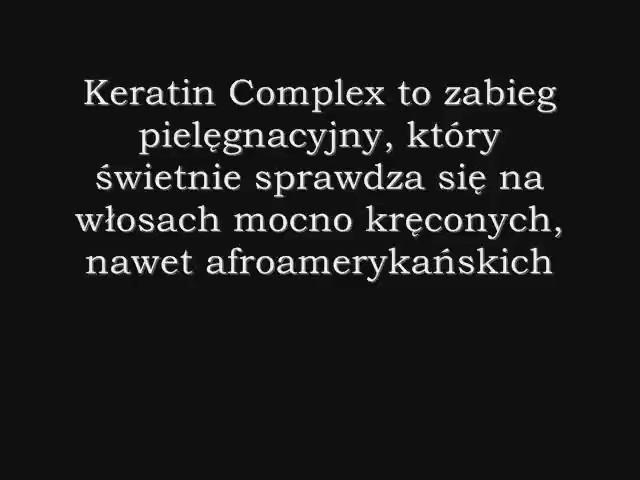 Keratin Complex to zabieg
pielęgnacyjny, który
świetnie sprawdza się na
włosach mocno kręconych,
nawet afroamerykańskich